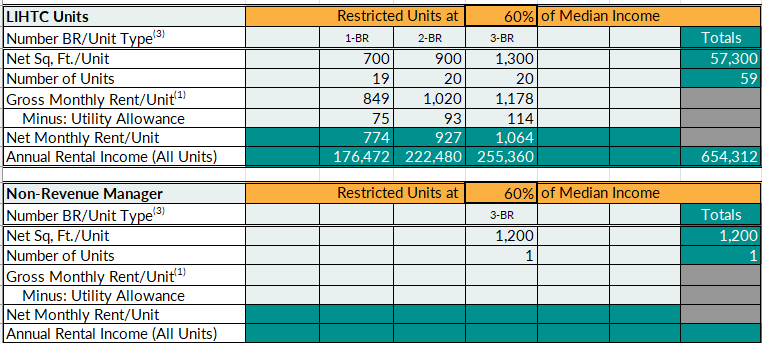 LIHTC Units Restricted Units at 60% of Median Income
Number BR/Unit Type(3) 1-BR 2-BR 3-BR Totals
Net Sq, Ft./Unit 700 900 1,300 57,300
Number of Units 19 20 20 59
Gross Monthly Rent/Unit(1) 849 1,020 1,178
Minus: Utility Allowance 75 93 114
Net Monthly Rent/Unit 774 927 1,064
Annual Rental Income (All Units) 176,472 222,480 255,360 654,312
Non-Revenue Manager Restricted Units at 60% of Median Income
Number BR/Unit Type(3) 3-BR Totals
Net Sq, Ft./Unit 1,200 1,200
Number of Units 1 1
Gross Monthly Rent/Unit(1)
Minus: Utility Allowance
Net Monthly Rent/Unit
Annual Rental Income (All Units)